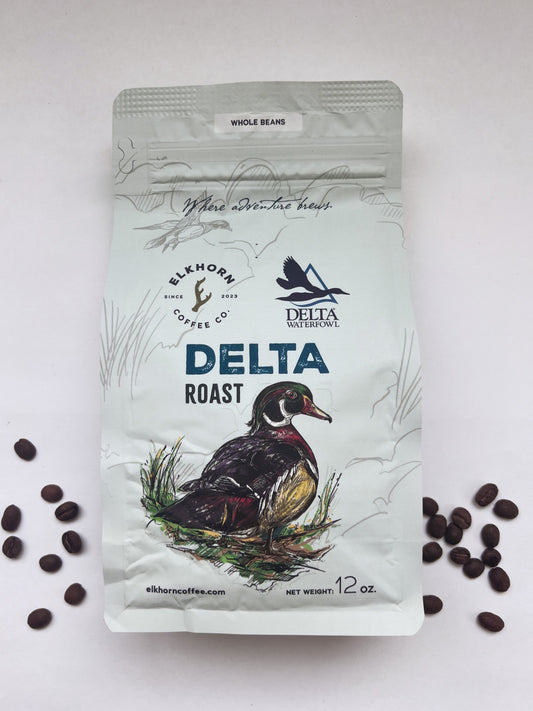 WHOLE BEANS
Where adventure brews.
ELKHORN
SINCE 2023
COFFEE CO.
DELTA
WATERFOWL
DELTA
ROAST
elkhorncoffee.com
NET WEIGHT: 12 oz.